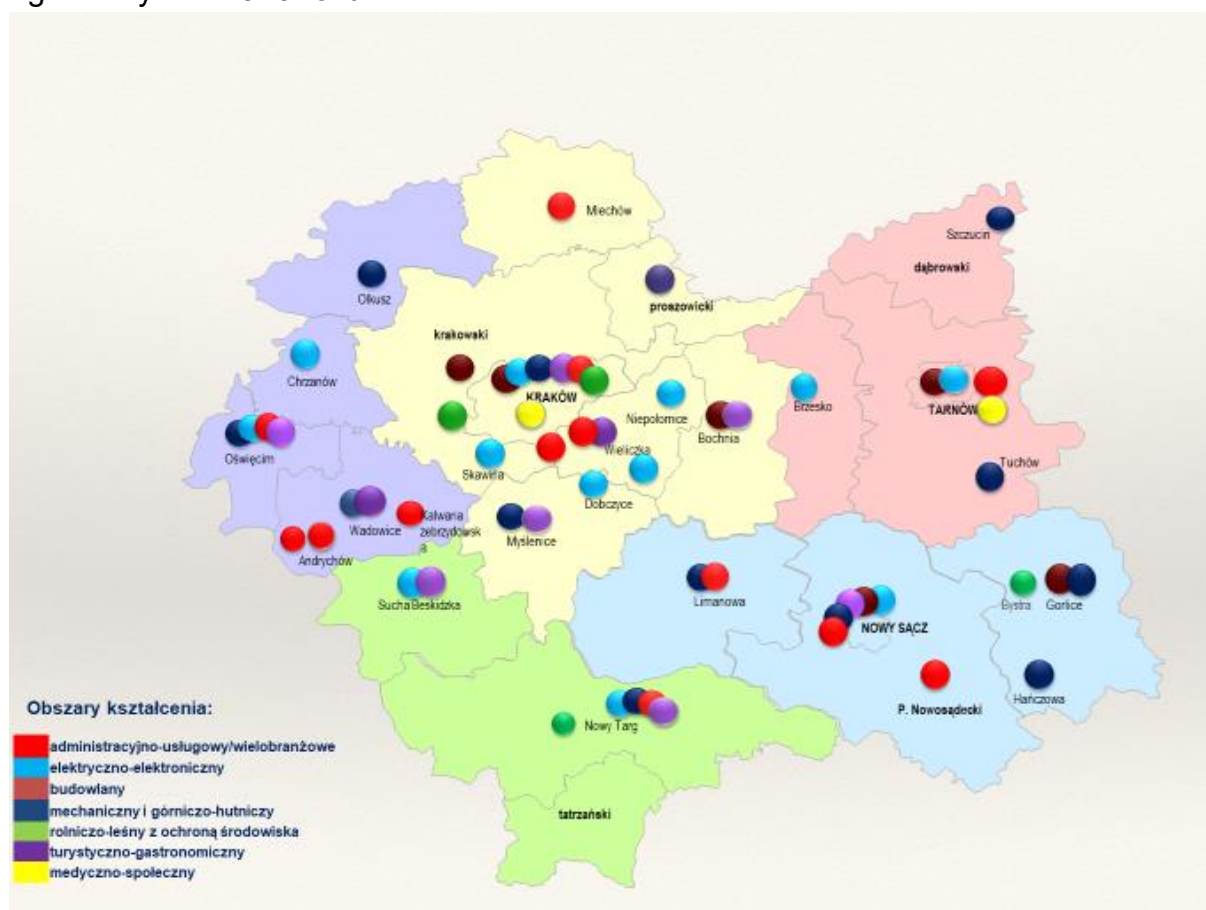 Miechów
Szczucin
dąbrowski
Olkusz
proszowicki
krakowski
Chrzanów
KRAKÓW
Niepołomice
Brzesko
TARNÓW
Bochnia
Oświęcim
Wieliczka
Skawina
Tuchów
Dobczyce
Wadowice
Kalwaria
zebrzydowsk
a
Myślenice
Andrychów
Sucha Beskidzka
Limanowa
Bystra
Gorlice
NOWY SĄCZ
Hańczowa
P. Nowosądecki
Nowy Targ
tatrzański
Obszary kształcenia:
administracyjno-usługowy/wielobranżowe
elektryczno-elektroniczny
budowlany
mechaniczny i górniczo-hutniczy
rolniczo-leśny z ochroną środowiska
turystyczno-gastronomiczny
medyczno-społeczny